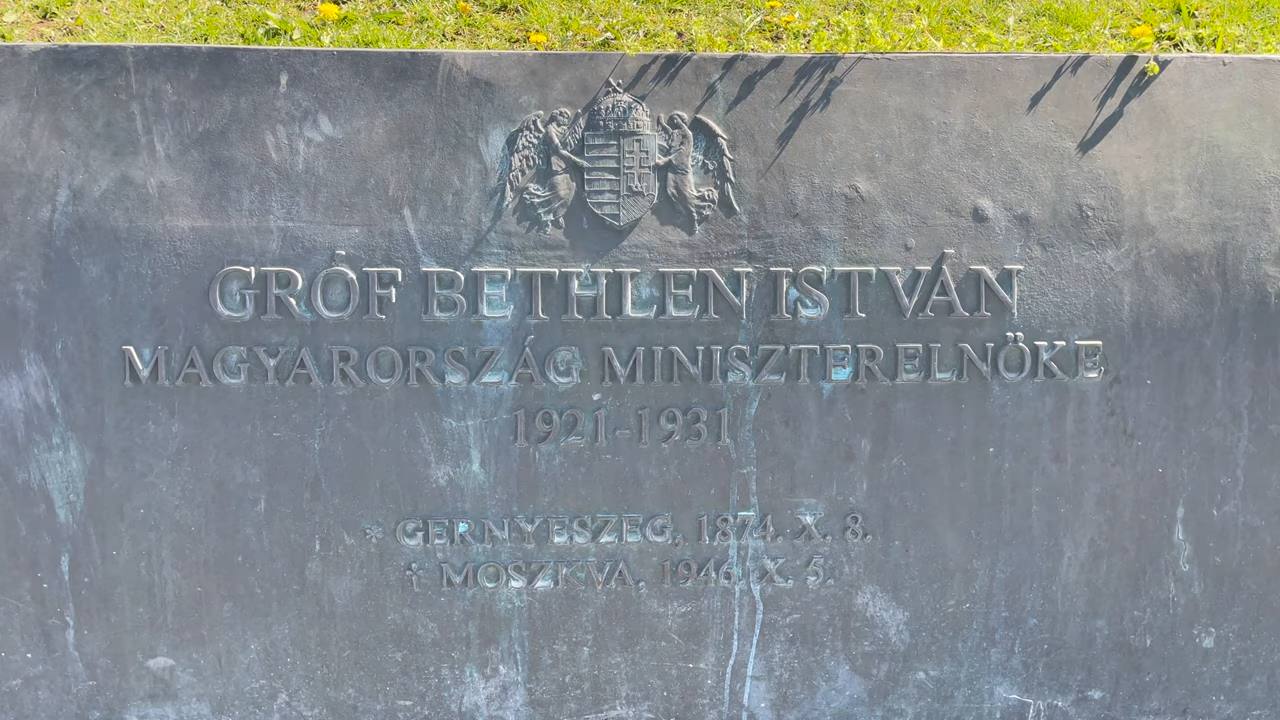 GRÓF BETHLEN ISTVÁN
MAGYARORSZÁG MINISZTERELNÖKE
1921-1931
* GERNYESZEG, 1874. X. 8.
† MOSZKVA, 1946. X. 5.